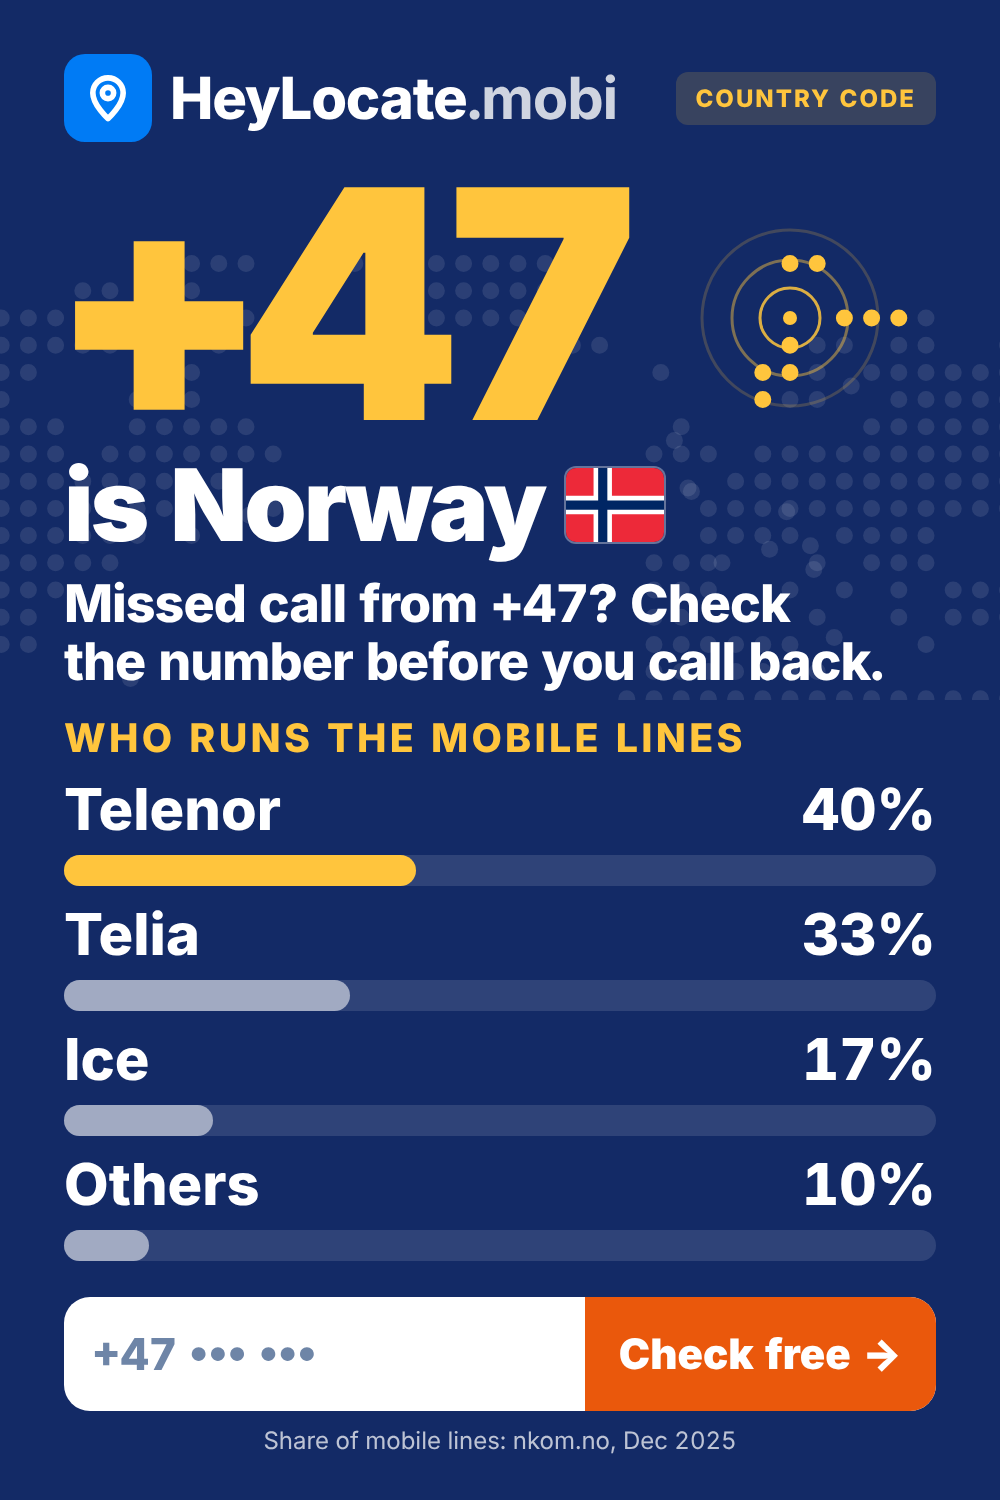 HeyLocate.mobi
COUNTRY CODE
+47
is Norway
Missed call from +47? Check
the number before you call back.
WHO RUNS THE MOBILE LINES
Telenor 40%
Telia 33%
Ice 17%
Others 10%
+47 ••• •••
Check free →
Share of mobile lines: nkom.no, Dec 2025